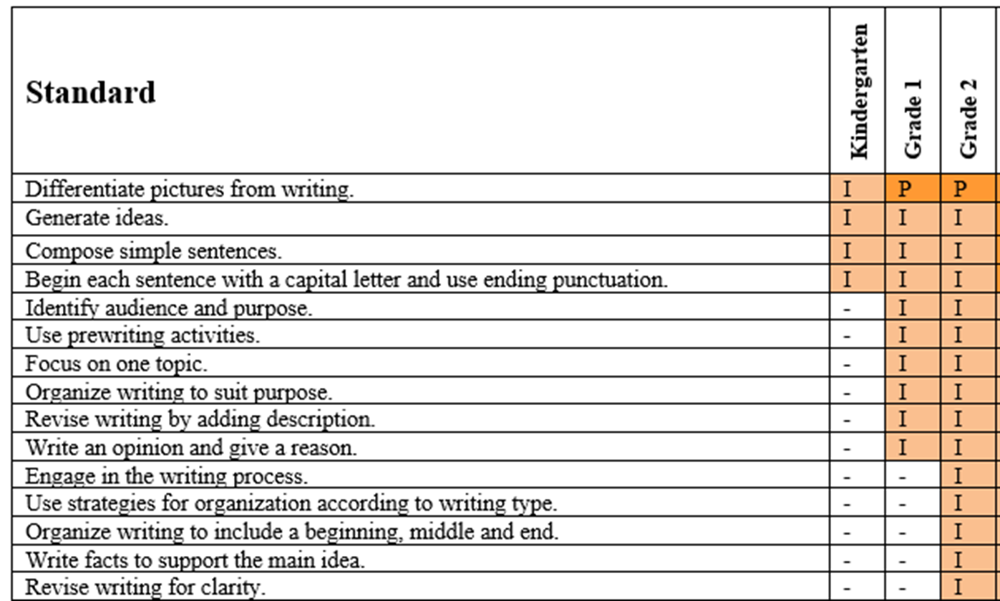 Standard Kindergarten Grade 1 Grade 2
Differentiate pictures from writing. I P P
Generate ideas. I I I
Compose simple sentences. I I I
Begin each sentence with a capital letter and use ending punctuation. I I I
Identify audience and purpose. - I I
Use prewriting activities. - I I
Focus on one topic. - I I
Organize writing to suit purpose. - I I
Revise writing by adding description. - I I
Write an opinion and give a reason. - I I
Engage in the writing process. - - I
Use strategies for organization according to writing type. - - I
Organize writing to include a beginning, middle and end. - - I
Write facts to support the main idea. - - I
Revise writing for clarity. - - I